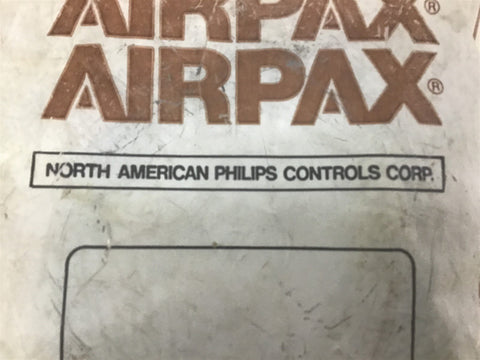 AIRPAX®
AIRPAX®
NORTH AMERICAN PHILIPS CONTROLS CORP.